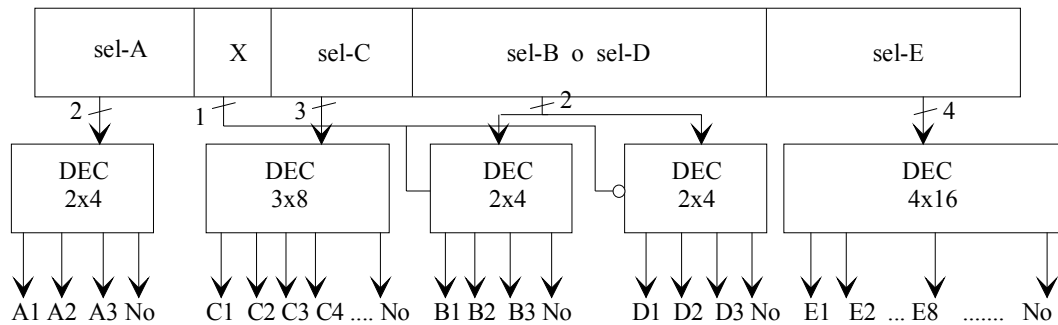 sel-A X sel-C sel-B o sel-D sel-E
2 1 3 2 4
DEC DEC DEC DEC DEC
2x4 3x8 2x4 2x4 4x16
A1 A2 A3 No C1 C2 C3 C4 .... No B1 B2 B3 No D1 D2 D3 No E1 E2 ... E8 ....... No